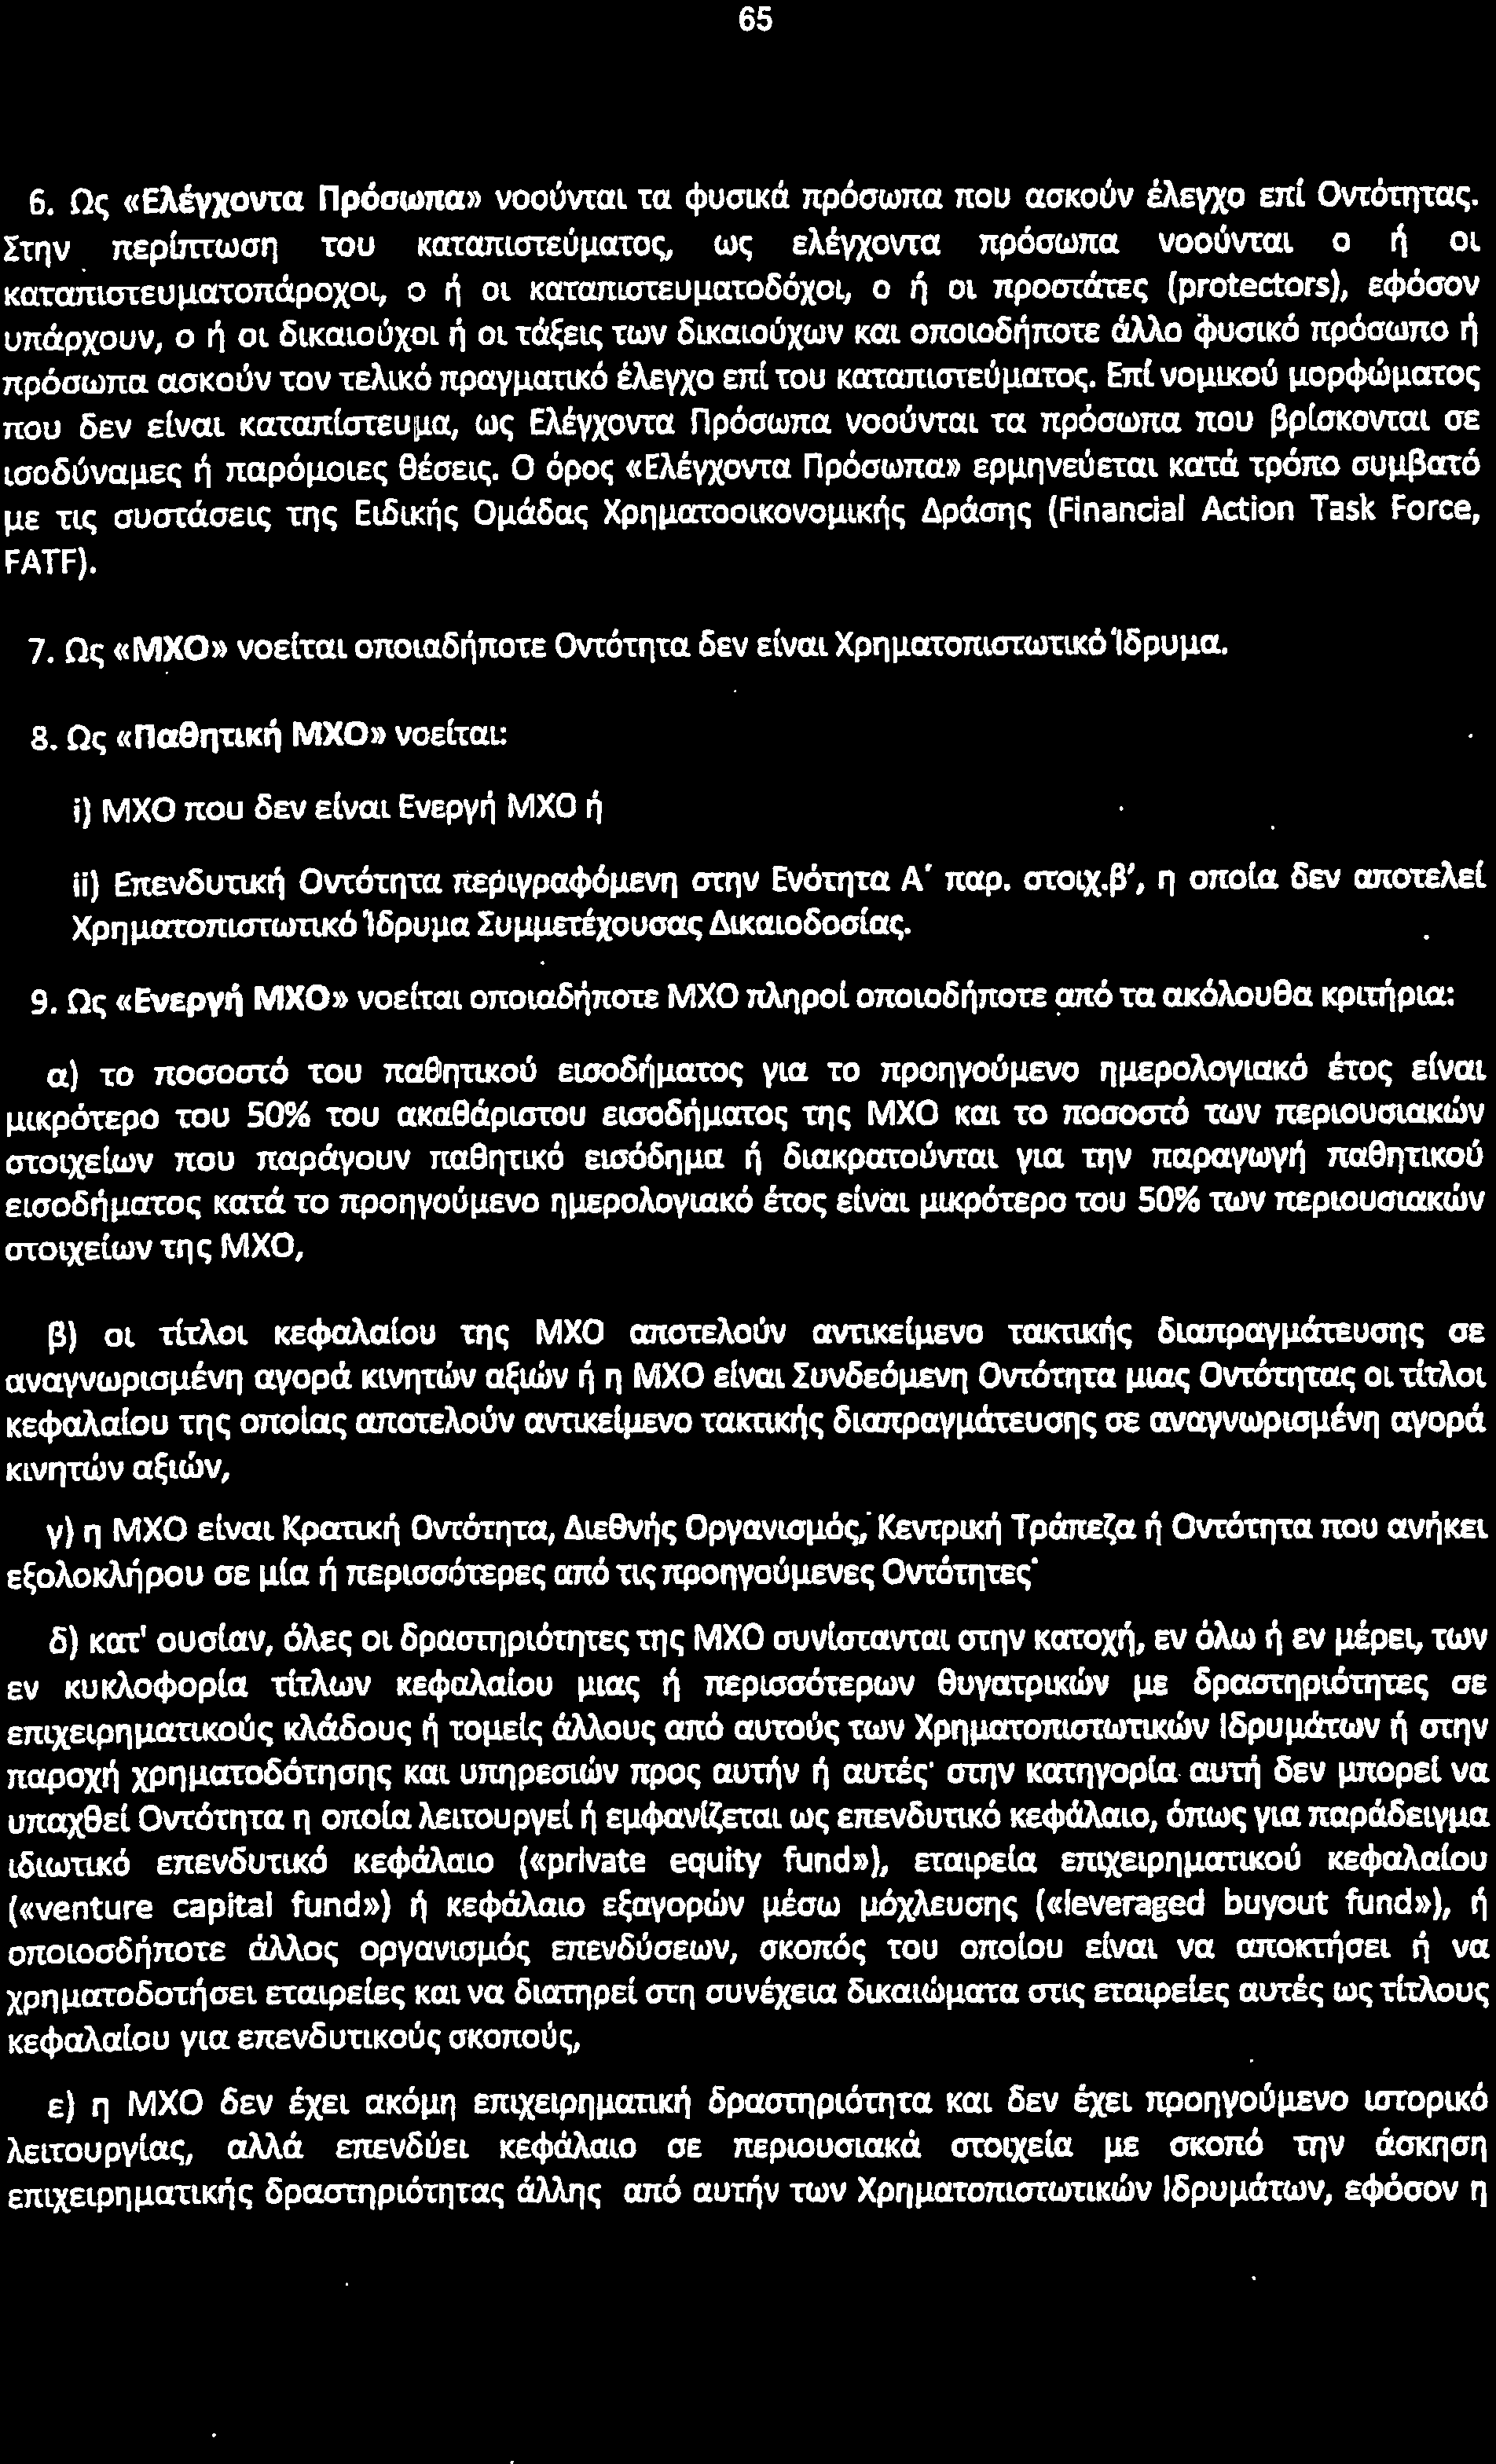 65
6. Ως «Ελέγχοντα Πρόσωπα» νοούνται τα φυσικά πρόσωπα που ασκούν έλεγχο επί Οντότητας.
Στην περίπτωση του καταπιστεύματος, ως ελέγχοντα πρόσωπα νοούνται ο ή οι
καταπιστευματοπάροχοι, ο ή οι καταπιστευματοδόχοι, ο ή οι προστάτες (protectors), εφόσον
υπάρχουν, ο ή οι δικαιούχοι ή οι τάξεις των δικαιούχων και οποιοδήποτε άλλο φυσικό πρόσωπο ή
πρόσωπα ασκούν τον τελικό πραγματικό έλεγχο επί του καταπιστεύματος. Επί νομικού μορφώματος
που δεν είναι καταπίστευμα, ως Ελέγχοντα Πρόσωπα νοούνται τα πρόσωπα που βρίσκονται σε
ισοδύναμες ή παρόμοιες θέσεις. Ο όρος «Ελέγχοντα Πρόσωπα» ερμηνεύεται κατά τρόπο συμβατό
με τις συστάσεις της Ειδικής Ομάδας Χρηματοοικονομικής Δράσης (Financial Action Task Force,
FATF).
7. Ως «ΜΧΟ» νοείται οποιαδήποτε Οντότητα δεν είναι Χρηματοπιστωτικό Ίδρυμα.
8. Ως «Παθητική ΜΧΟ» νοείται:
i) ΜΧΟ που δεν είναι Ενεργή ΜΧΟ ή
ii) Επενδυτική Οντότητα περιγραφόμενη στην Ενότητα Α' παρ. στοιχ.β', η οποία δεν αποτελεί
Χρηματοπιστωτικό Ίδρυμα Συμμετέχουσας Δικαιοδοσίας.
9. Ως «Ενεργή ΜΧΟ» νοείται οποιαδήποτε ΜΧΟ πληροί οποιοδήποτε από τα ακόλουθα κριτήρια:
α) το ποσοστό του παθητικού εισοδήματος για το προηγούμενο ημερολογιακό έτος είναι
μικρότερο του 50% του ακαθάριστου εισοδήματος της ΜΧΟ και το ποσοστό των περιουσιακών
στοιχείων που παράγουν παθητικό εισόδημα ή διακρατούνται για την παραγωγή παθητικού
εισοδήματος κατά το προηγούμενο ημερολογιακό έτος είναι μικρότερο του 50% των περιουσιακών
στοιχείων της ΜΧΟ,
β) οι τίτλοι κεφαλαίου της ΜΧΟ αποτελούν αντικείμενο τακτικής διαπραγμάτευσης σε
αναγνωρισμένη αγορά κινητών αξιών ή η ΜΧΟ είναι Συνδεόμενη Οντότητα μιας Οντότητας οι τίτλοι
κεφαλαίου της οποίας αποτελούν αντικείμενο τακτικής διαπραγμάτευσης σε αναγνωρισμένη αγορά
κινητών αξιών,
γ) η ΜΧΟ είναι Κρατική Οντότητα, Διεθνής Οργανισμός, Κεντρική Τράπεζα ή Οντότητα που ανήκει
εξολοκλήρου σε μία ή περισσότερες από τις προηγούμενες Οντότητες·
δ) κατ' ουσίαν, όλες οι δραστηριότητες της ΜΧΟ συνίστανται στην κατοχή, εν όλω ή εν μέρει, των
εν κυκλοφορία τίτλων κεφαλαίου μιας ή περισσότερων θυγατρικών με δραστηριότητες σε
επιχειρηματικούς κλάδους ή τομείς άλλους από αυτούς των Χρηματοπιστωτικών Ιδρυμάτων ή στην
παροχή χρηματοδότησης και υπηρεσιών προς αυτήν ή αυτές· στην κατηγορία αυτή δεν μπορεί να
υπαχθεί Οντότητα η οποία λειτουργεί ή εμφανίζεται ως επενδυτικό κεφάλαιο, όπως για παράδειγμα
ιδιωτικό επενδυτικό κεφάλαιο («private equity fund»), εταιρεία επιχειρηματικού κεφαλαίου
(«venture capital fund») ή κεφάλαιο εξαγορών μέσω μόχλευσης («leveraged buyout fund»), ή
οποιοσδήποτε άλλος οργανισμός επενδύσεων, σκοπός του οποίου είναι να αποκτήσει ή να
χρηματοδοτήσει εταιρείες και να διατηρεί στη συνέχεια δικαιώματα στις εταιρείες αυτές ως τίτλους
κεφαλαίου για επενδυτικούς σκοπούς,
ε) η ΜΧΟ δεν έχει ακόμη επιχειρηματική δραστηριότητα και δεν έχει προηγούμενο ιστορικό
λειτουργίας, αλλά επενδύει κεφάλαιο σε περιουσιακά στοιχεία με σκοπό την άσκηση
επιχειρηματικής δραστηριότητας άλλης από αυτήν των Χρηματοπιστωτικών Ιδρυμάτων, εφόσον η